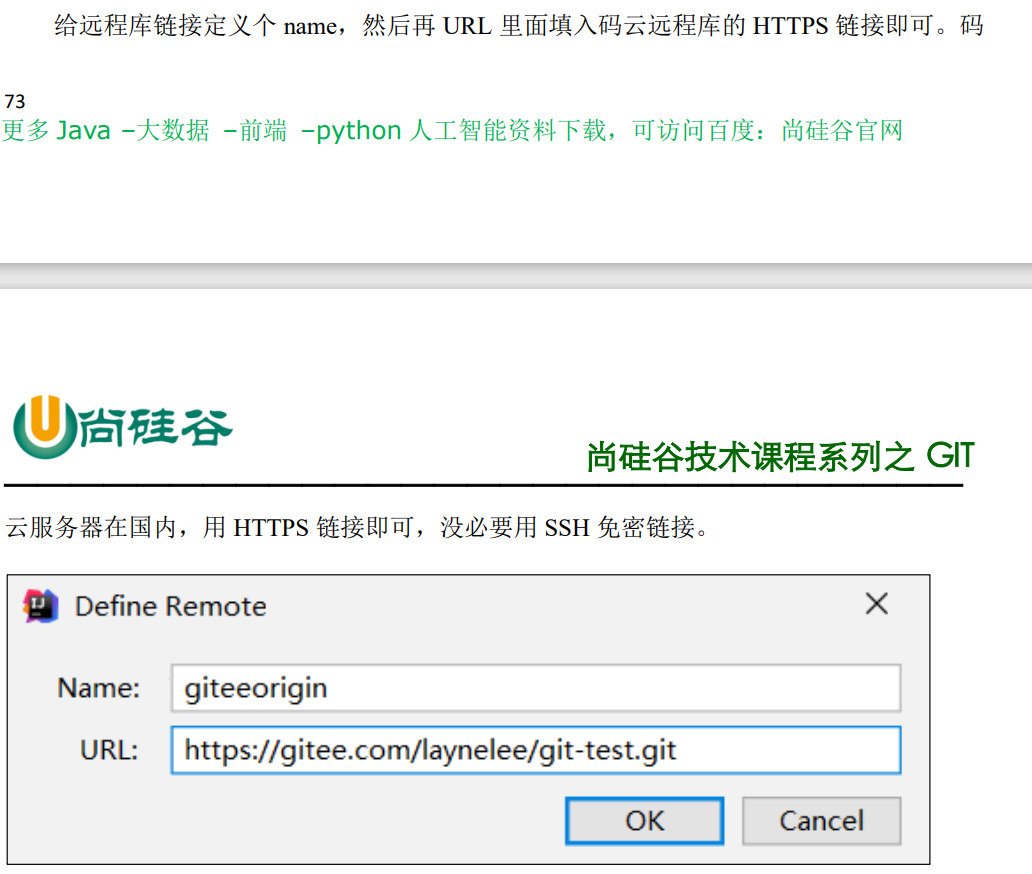 给远程库链接定义个 name，然后再 URL 里面填入码云远程库的 HTTPS 链接即可。码
73
更多 Java –大数据 –前端 –python 人工智能资料下载，可访问百度：尚硅谷官网
尚硅谷
尚硅谷技术课程系列之 GIT
云服务器在国内，用 HTTPS 链接即可，没必要用 SSH 免密链接。
IJ Define Remote
Name: giteeorigin
URL: https://gitee.com/laynelee/git-test.git
OK Cancel